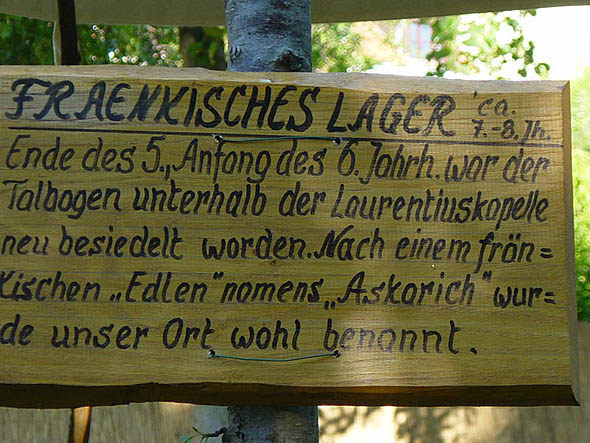 FRAENKISCHES LAGER ca. 7.-8. Jh.
Ende des 5., Anfang des 6. Jahrh. war der
Talbogen unterhalb der Laurentiuskapelle
neu besiedelt worden. Nach einem frän=
kischen „Edlen" namens „Askarich" wur=
de unser Ort wohl benannt.